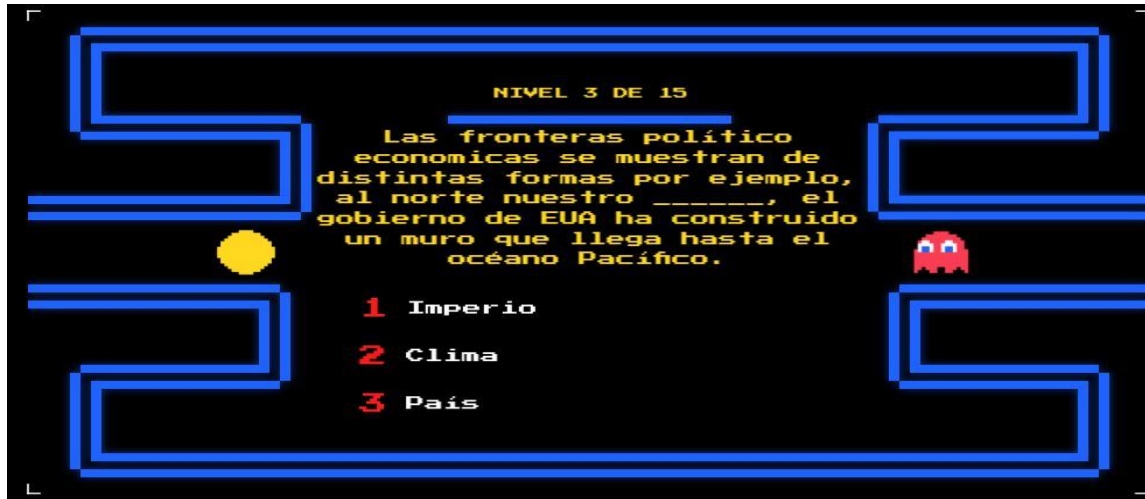 NIVEL 3 DE 15
Las fronteras político
economicas se muestran de
distintas formas por ejemplo,
al norte nuestro ______, el
gobierno de EUA ha construido
un muro que llega hasta el
océano Pacífico.
1 Imperio
2 Clima
3 País